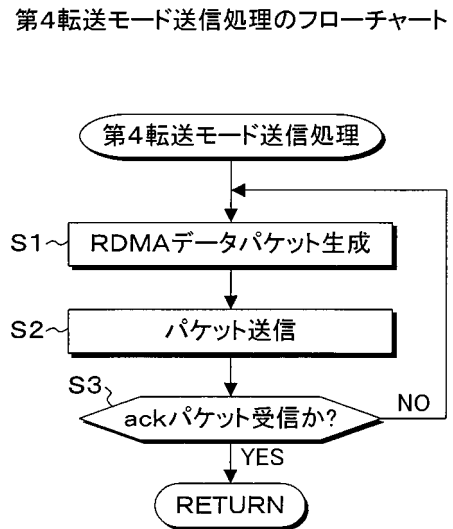 第4転送モード送信処理のフローチャート
第4転送モード送信処理
S1 RDMAデータパケット生成
S2 パケット送信
S3
ackパケット受信か?
NO
YES
RETURN